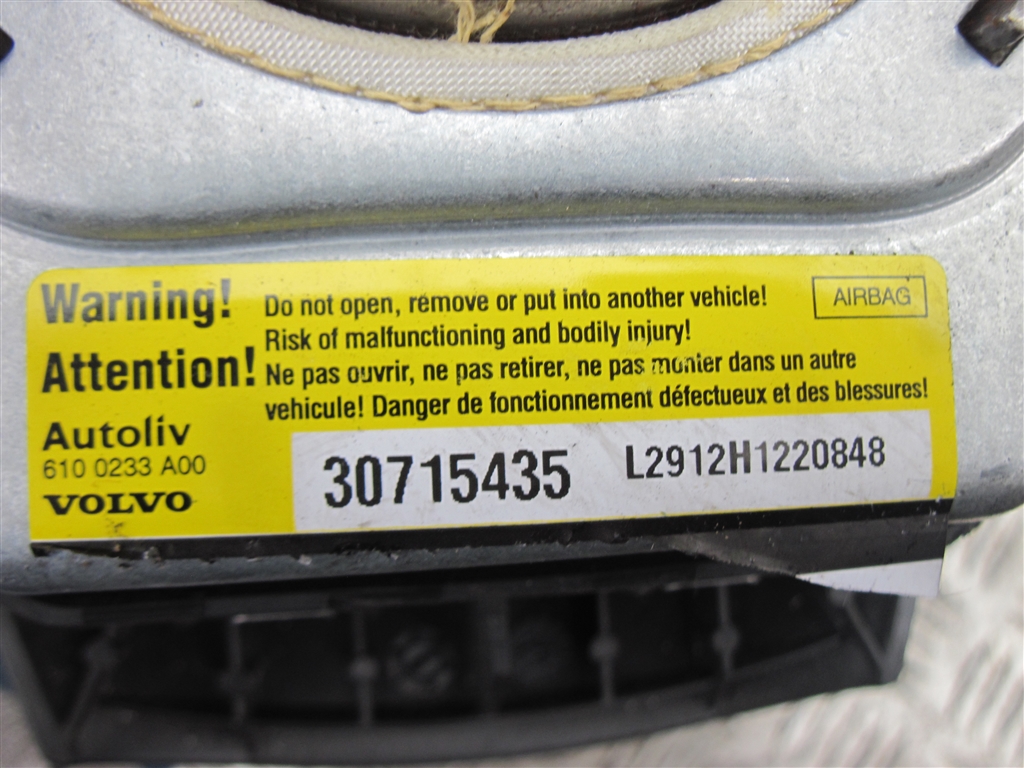 Warning!
Do not open, remove or put into another vehicle!
AIRBAG
Risk of malfunctioning and bodily injury!
Attention!
Ne pas ouvrir, ne pas retirer, ne pas monter dans un autre
vehicule! Danger de fonctionnement défectueux et des blessures!
Autoliv
610 0233 A00
VOLVO
30715435
L2912H1220848